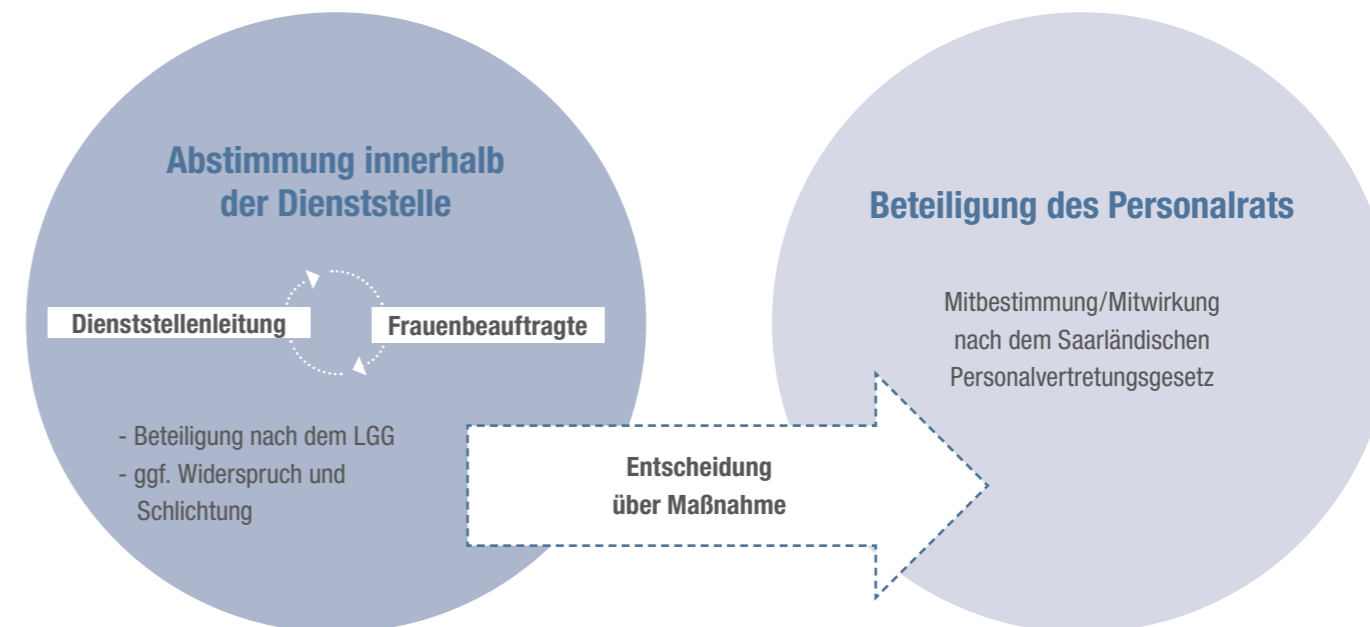 Abstimmung innerhalb
der Dienststelle
Dienststellenleitung
Frauenbeauftragte
- Beteiligung nach dem LGG
- ggf. Widerspruch und
Schlichtung
Entscheidung
über Maßnahme
Beteiligung des Personalrats
Mitbestimmung/Mitwirkung
nach dem Saarländischen
Personalvertretungsgesetz